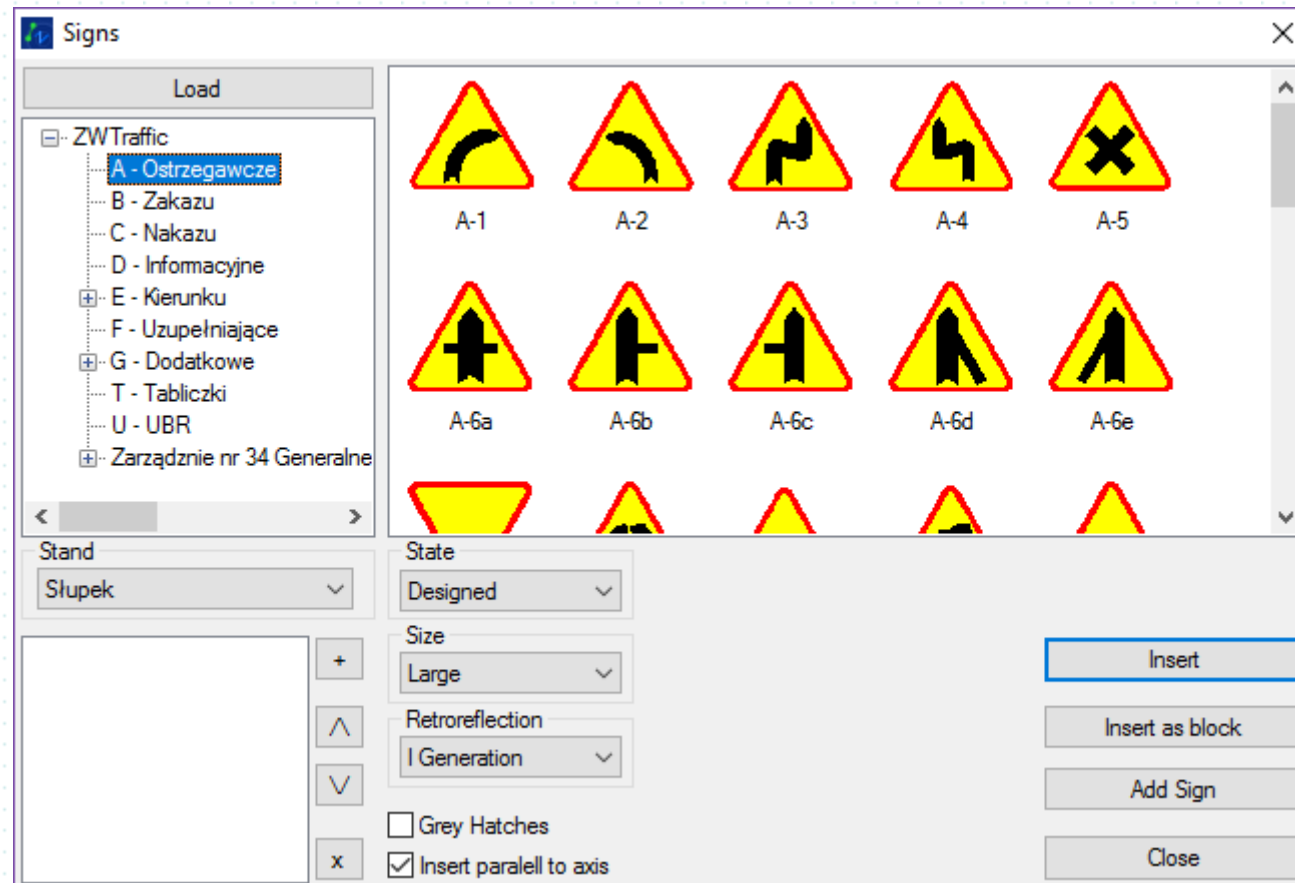 Signs
Load
ZWTraffic
A - Ostrzegawcze
B - Zakazu
C - Nakazu
D - Informacyjne
E - Kierunku
F - Uzupełniające
G - Dodatkowe
T - Tabliczki
U - UBR
Zarządznie nr 34 Generalne
A-1 A-2 A-3 A-4 A-5
A-6a A-6b A-6c A-6d A-6e
Stand
Słupek
State
Designed
Size
Large
Retroreflection
I Generation
Grey Hatches
Insert paralell to axis
+
x
Insert
Insert as block
Add Sign
Close